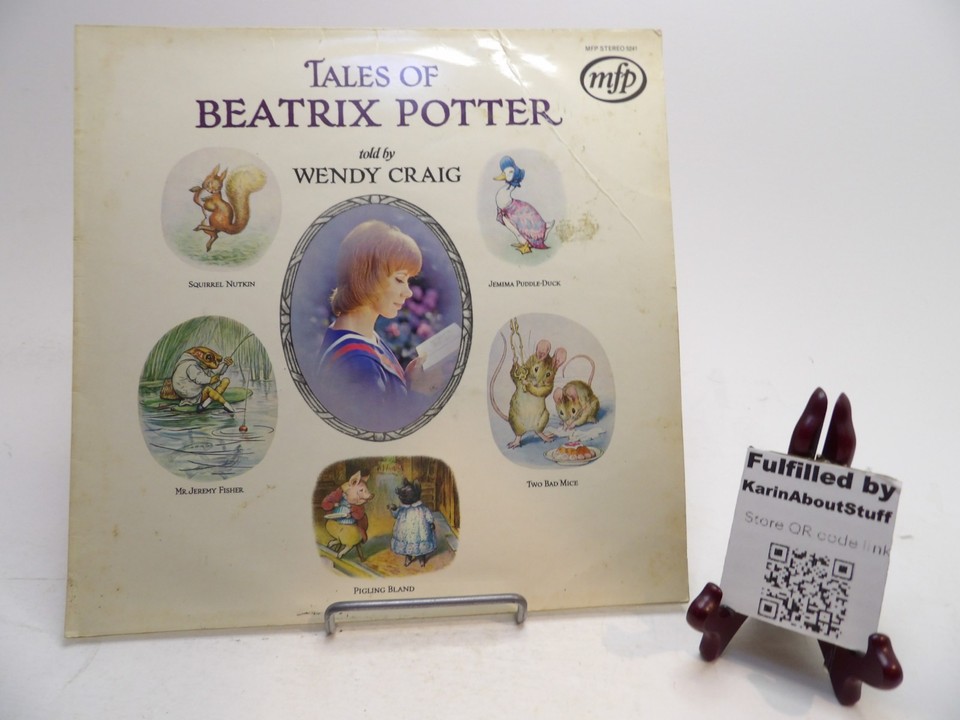 MFP STEREO 5041
mfp
TALES OF
BEATRIX POTTER
told by
WENDY CRAIG
SQUIRREL NUTKIN
JEMIMA PUDDLE-DUCK
MR. JEREMY FISHER
TWO BAD MICE
PIGLING BLAND
Fulfilled by
KarinAboutStuff
Store QR code link